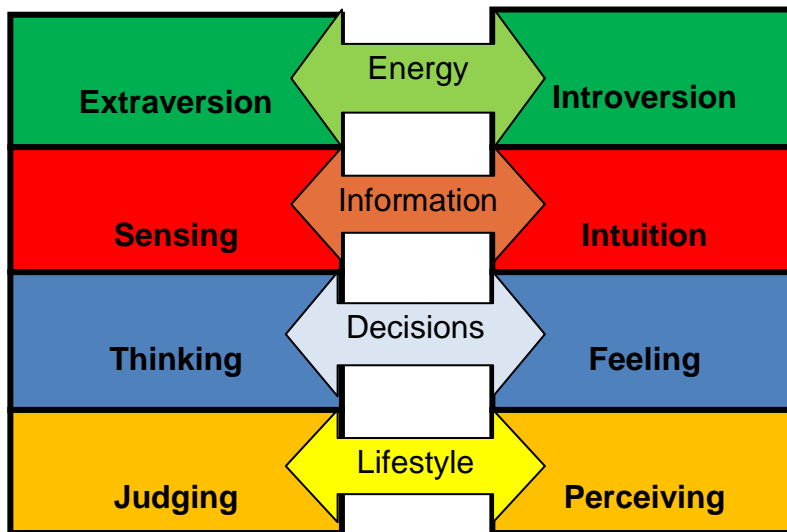 Energy
Extraversion
Introversion
Information
Sensing
Intuition
Decisions
Thinking
Feeling
Lifestyle
Judging
Perceiving